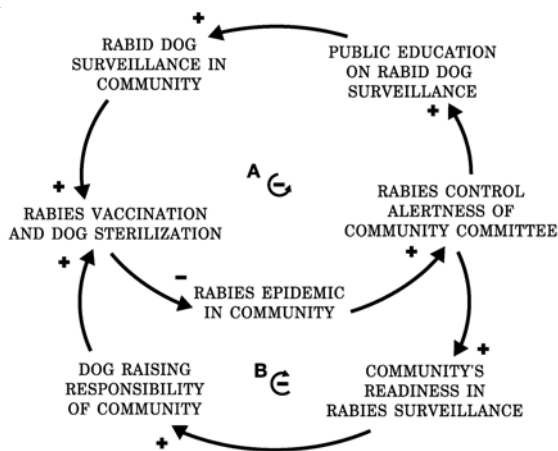 RABID DOG
SURVEILLANCE IN
COMMUNITY
+
PUBLIC EDUCATION
ON RABID DOG
SURVEILLANCE
+
A
−
+
RABIES VACCINATION
AND DOG STERILIZATION
+
RABIES CONTROL
ALERTNESS OF
COMMUNITY COMMITTEE
+
−
RABIES EPIDEMIC
IN COMMUNITY
DOG RAISING
RESPONSIBILITY
OF COMMUNITY
+
B
−
+
COMMUNITY'S
READINESS IN
RABIES SURVEILLANCE